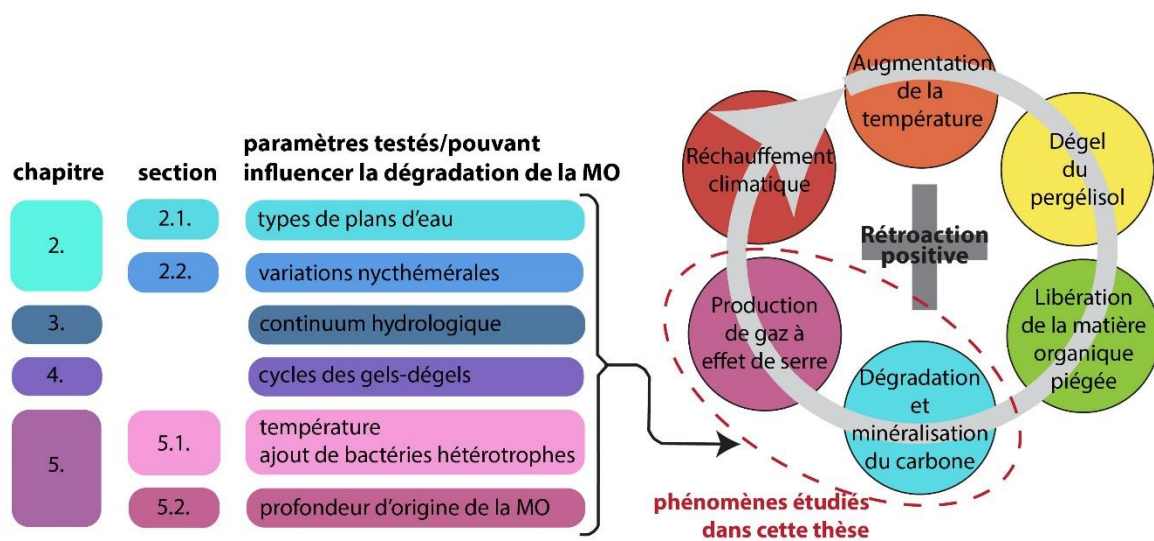 chapitre
section
paramètres testés/pouvant
influencer la dégradation de la MO
2.
2.1.
types de plans d'eau
2.2.
variations nycthémérales
3.
continuum hydrologique
4.
cycles des gels-dégels
5.
5.1.
température
ajout de bactéries hétérotrophes
5.2.
profondeur d'origine de la MO
Augmentation
de la
température
Dégel
du
pergélisol
Libération
de la matière
organique
piégée
Dégradation
et
minéralisation
du carbone
Production
de gaz à
effet de serre
Réchauffement
climatique
Rétroaction
positive
phénomènes étudiés
dans cette thèse